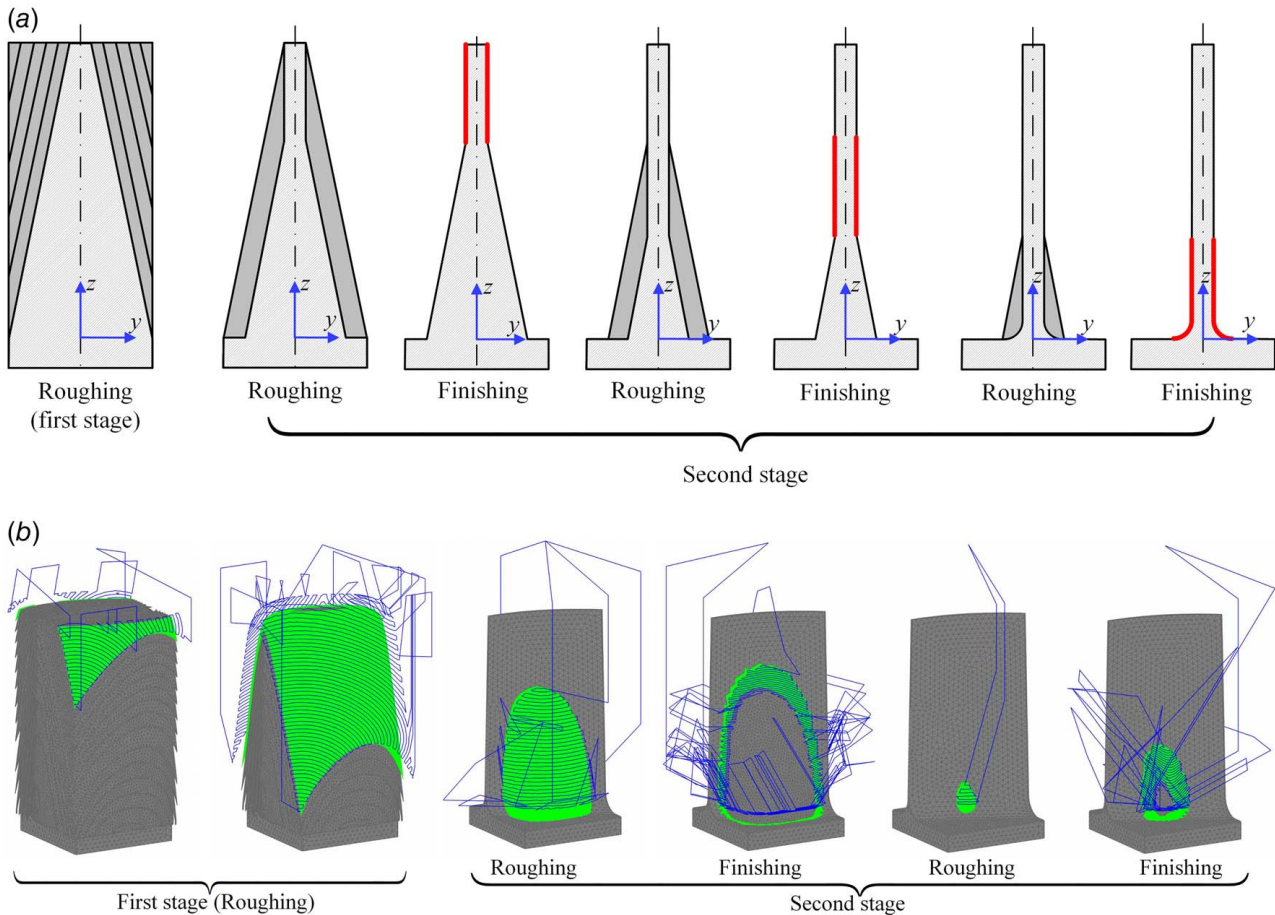 (a)
z
y
z
y
z
y
z
y
z
y
z
y
z
y
Roughing
(first stage)
Roughing
Finishing
Roughing
Finishing
Roughing
Finishing
Second stage
(b)
Roughing
Finishing
Roughing
Finishing
First stage (Roughing)
Second stage